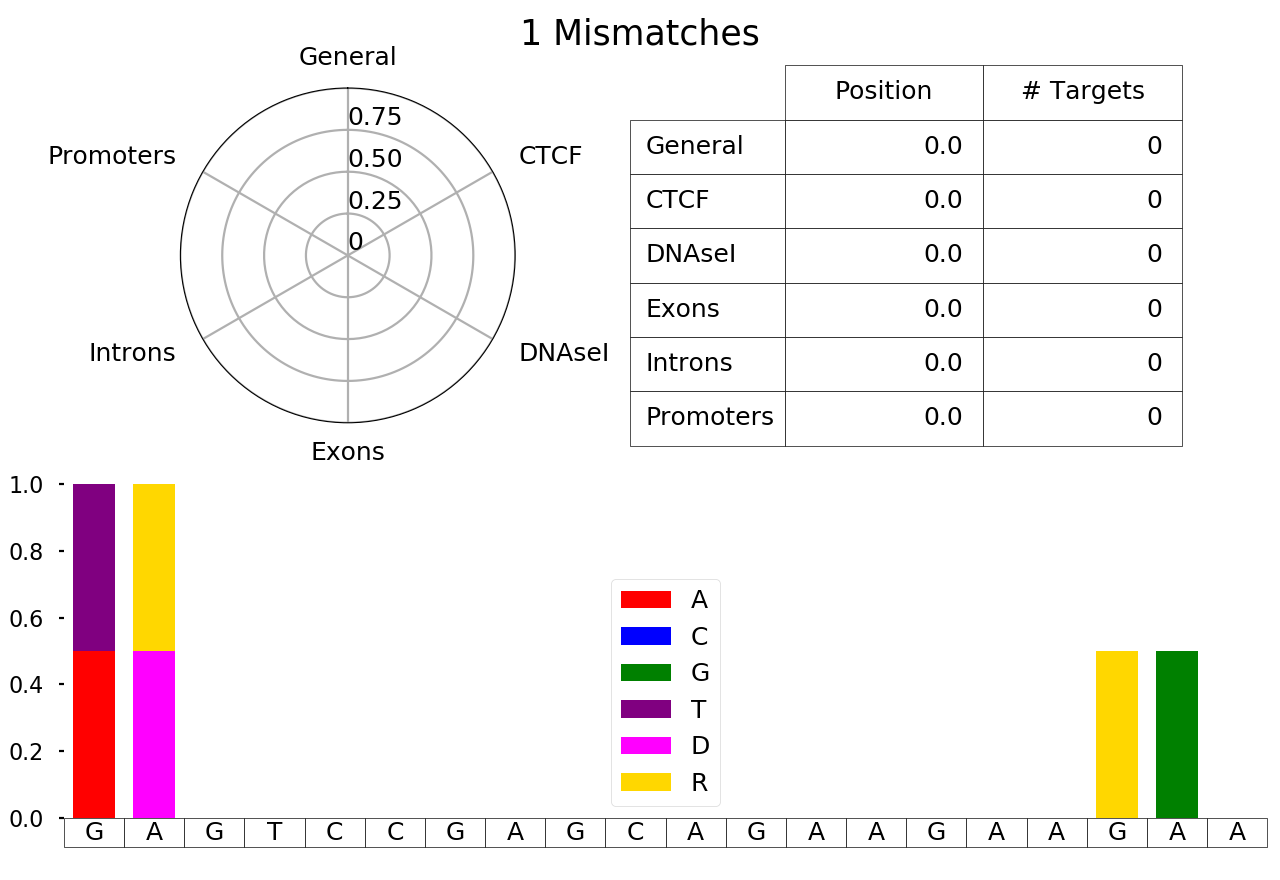 1 Mismatches
General
Promoters
CTCF
0.75
0.50
0.25
0
Introns
DNAseI
Exons
Position # Targets
General 0.0 0
CTCF 0.0 0
DNAseI 0.0 0
Exons 0.0 0
Introns 0.0 0
Promoters 0.0 0
1.0
0.8
0.6
0.4
0.2
0.0
A
C
G
T
D
R
G A G T C C G A G C A G A A G A A G A A